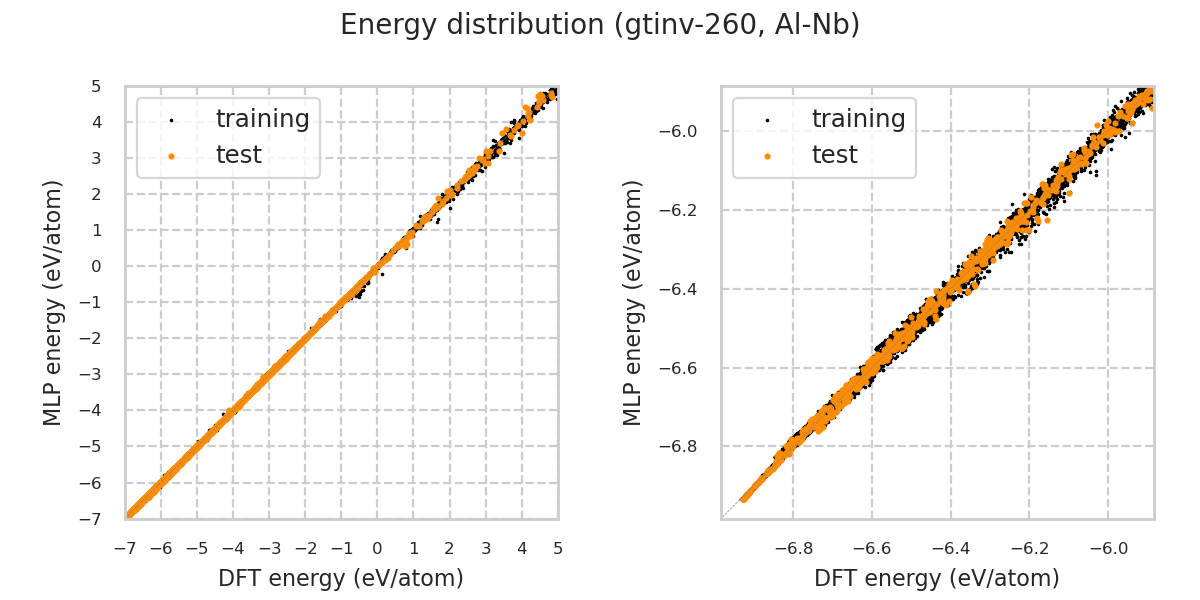 Energy distribution (gtinv-260, Al-Nb)
MLP energy (eV/atom)
5
4
3
2
1
0
−1
−2
−3
−4
−5
−6
−7
training
test
−7 −6 −5 −4 −3 −2 −1 0 1 2 3 4 5
DFT energy (eV/atom)
MLP energy (eV/atom)
−6.0
−6.2
−6.4
−6.6
−6.8
training
test
−6.8 −6.6 −6.4 −6.2 −6.0
DFT energy (eV/atom)